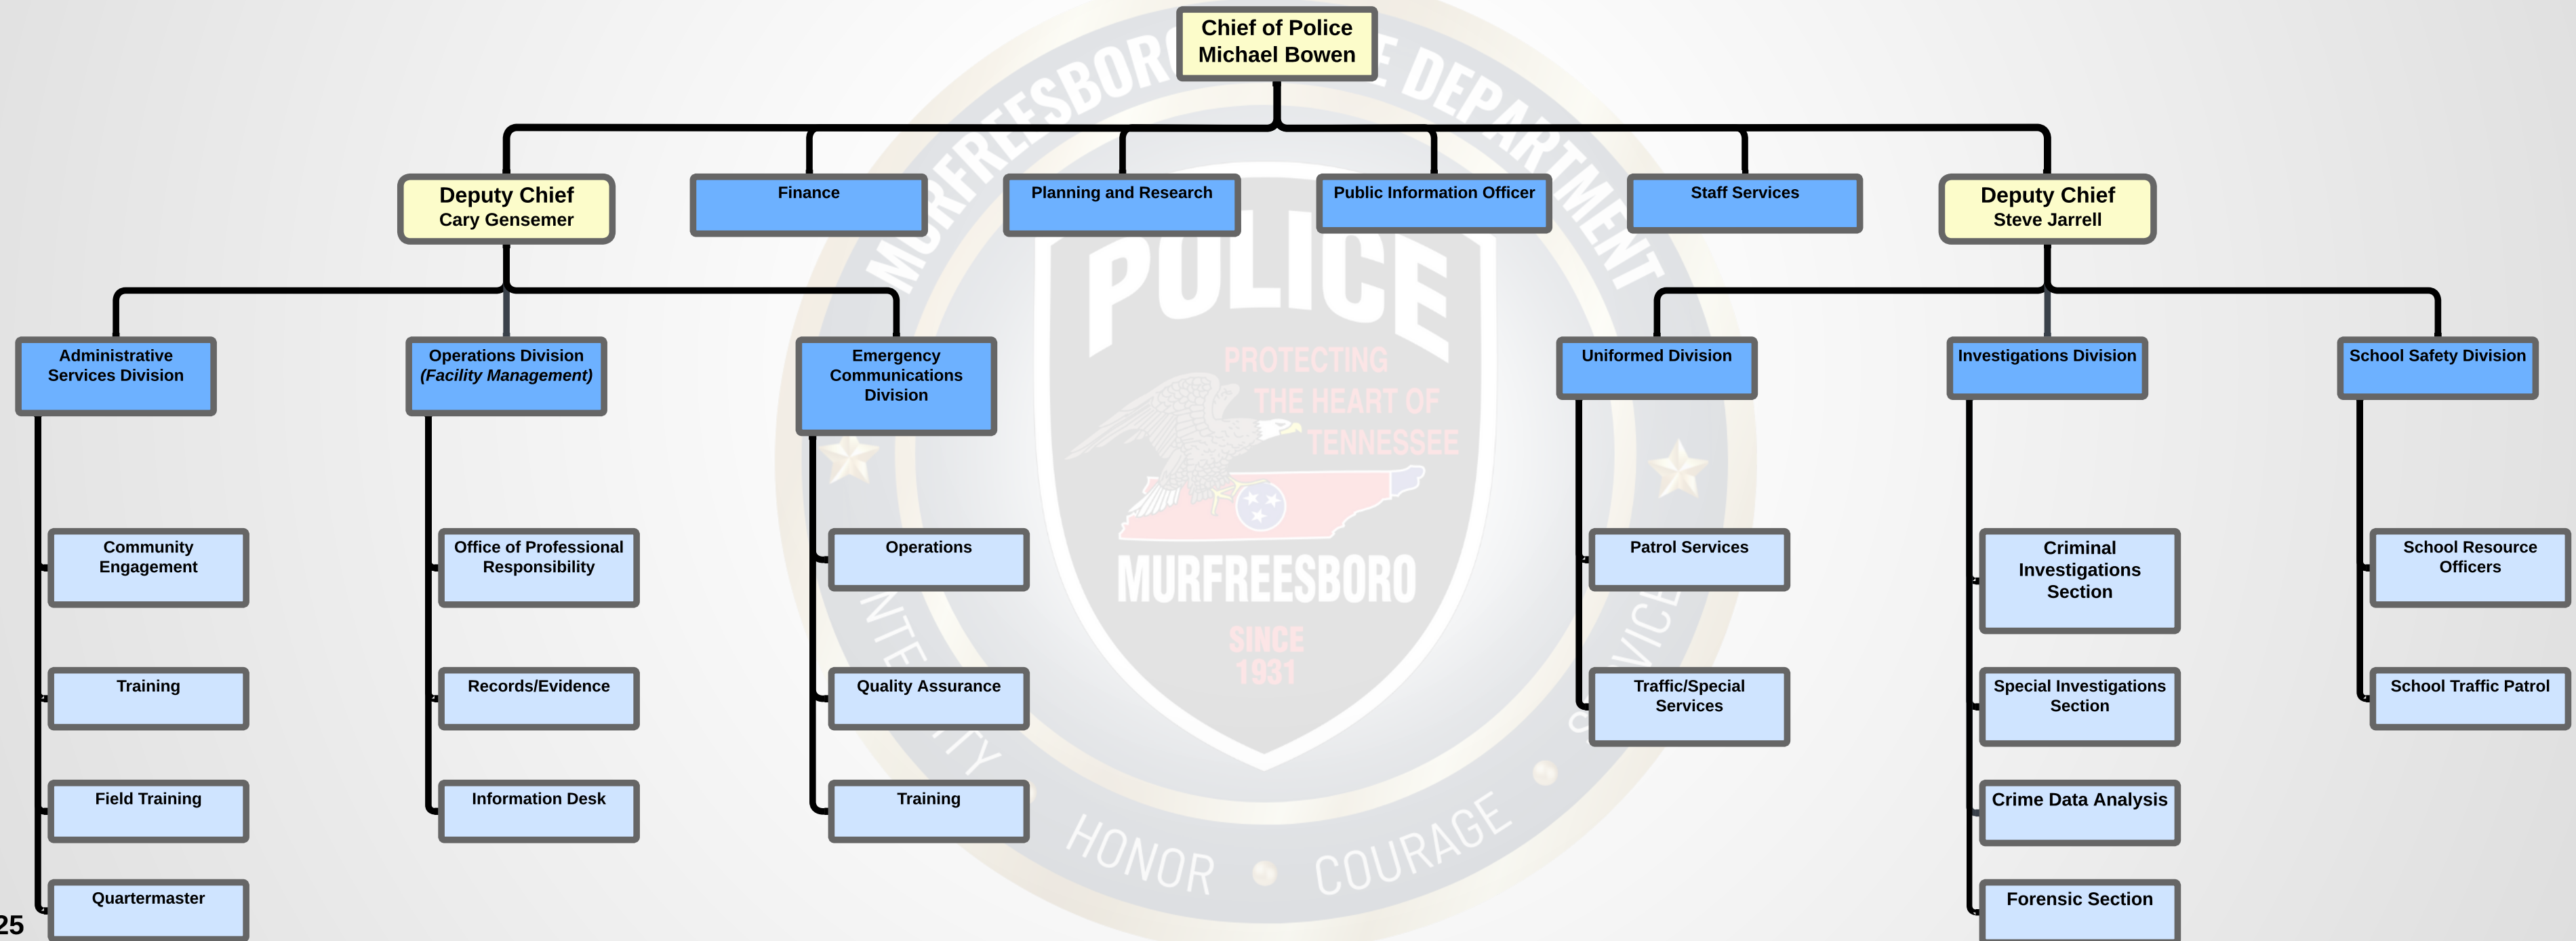 Chief of Police
Michael Bowen
Deputy Chief
Cary Gensemer
Finance
Planning and Research
Public Information Officer
Staff Services
Deputy Chief
Steve Jarrell
Administrative
Services Division
Operations Division
(Facility Management)
Emergency
Communications
Division
Uniformed Division
Investigations Division
School Safety Division
Community
Engagement
Training
Field Training
Quartermaster
Office of Professional
Responsibility
Records/Evidence
Information Desk
Operations
Quality Assurance
Training
Patrol Services
Traffic/Special
Services
Criminal
Investigations
Section
Special Investigations
Section
Crime Data Analysis
Forensic Section
School Resource
Officers
School Traffic Patrol
25
MURFREESBORO DEPARTMENT
POLICE
PROTECTING
THE HEART OF
TENNESSEE
MURFREESBORO
SINCE
1931
HONOR • COURAGE